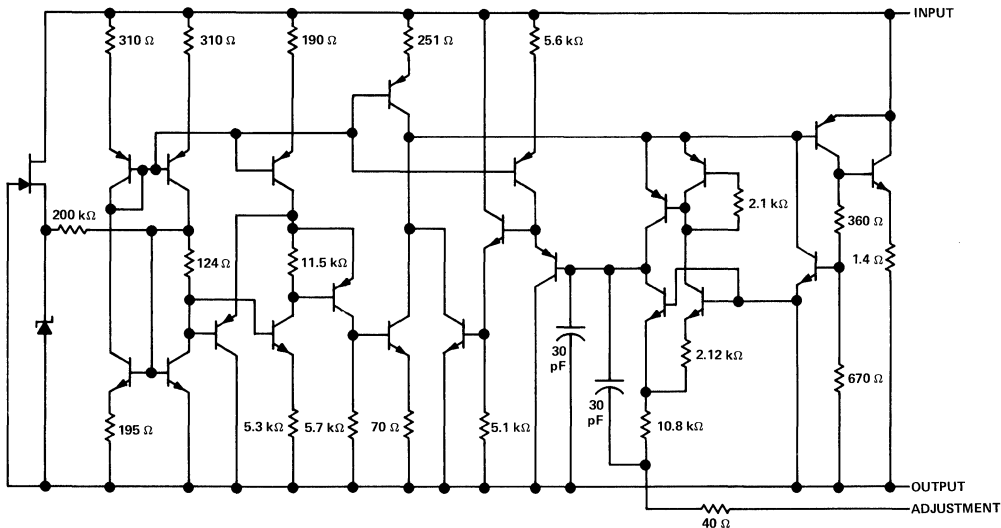 INPUT
310 Ω
310 Ω
190 Ω
251 Ω
5.6 kΩ
200 kΩ
2.1 kΩ
360 Ω
124 Ω
11.5 kΩ
1.4 Ω
30
pF
2.12 kΩ
30
pF
670 Ω
195 Ω
5.3 kΩ
5.7 kΩ
70 Ω
5.1 kΩ
10.8 kΩ
OUTPUT
ADJUSTMENT
40 Ω